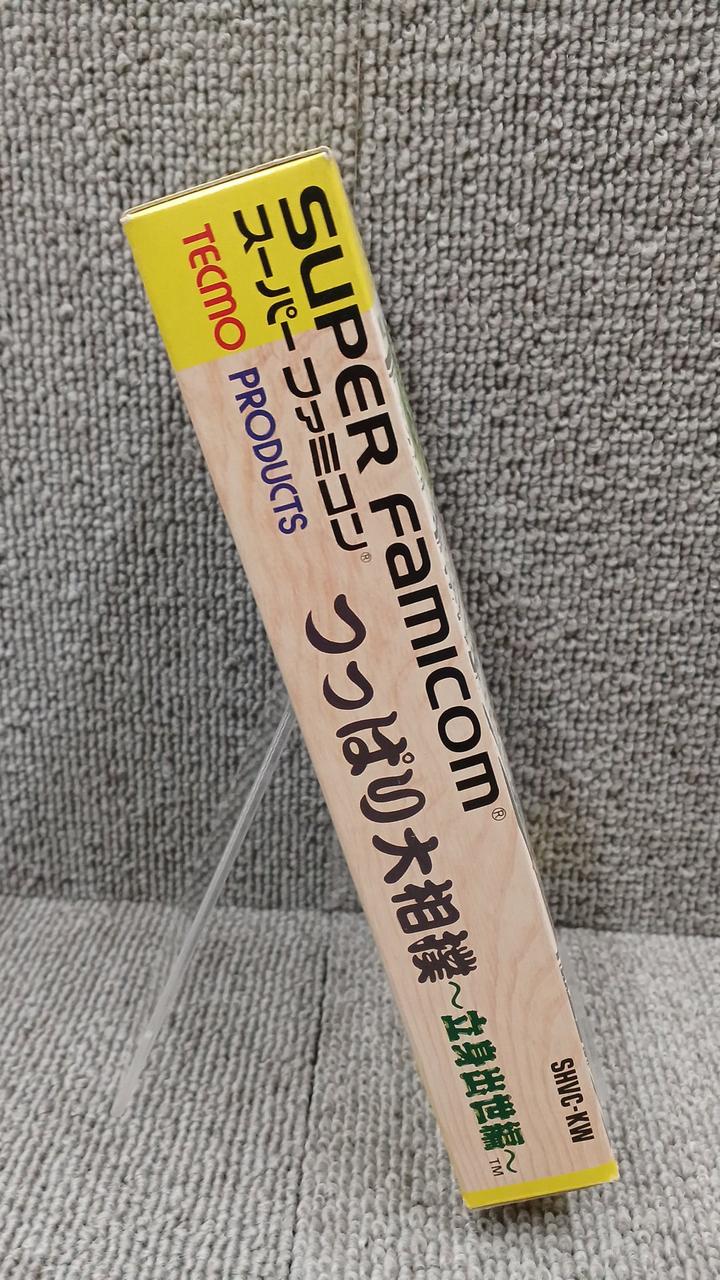 SUPER FamICOM®
スーパーファミコン®
TECMO PRODUCTS
つっぱり大相撲
～立身出世編～™
SHVC-KW